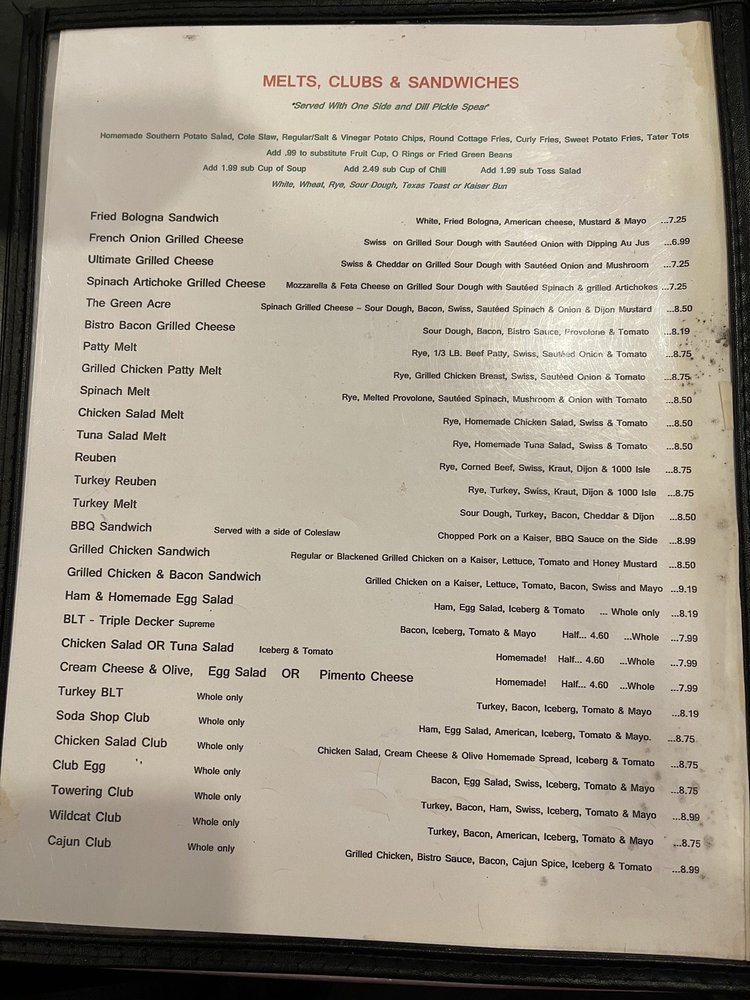 MELTS, CLUBS & SANDWICHES
*Served With One Side and Dill Pickle Spear*
Homemade Southern Potato Salad, Cole Slaw, Regular/Salt & Vinegar Potato Chips, Round Cottage Fries, Curly Fries, Sweet Potato Fries, Tater Tots
Add .99 to substitute Fruit Cup, O Rings or Fried Green Beans
Add 1.99 sub Cup of Soup Add 2.49 sub Cup of Chili Add 1.99 sub Toss Salad
White, Wheat, Rye, Sour Dough, Texas Toast or Kaiser Bun
Fried Bologna Sandwich White, Fried Bologna, American cheese, Mustard & Mayo ...7.25
French Onion Grilled Cheese Swiss on Grilled Sour Dough with Sautéed Onion with Dipping Au Jus ...6.99
Ultimate Grilled Cheese Swiss & Cheddar on Grilled Sour Dough with Sautéed Onion and Mushroom ...7.25
Spinach Artichoke Grilled Cheese Mozzarella & Feta Cheese on Grilled Sour Dough with Sautéed Spinach & grilled Artichokes ...7.25
The Green Acre Spinach Grilled Cheese – Sour Dough, Bacon, Swiss, Sautéed Spinach & Onion & Dijon Mustard ...8.50
Bistro Bacon Grilled Cheese Sour Dough, Bacon, Bistro Sauce, Provolone & Tomato ...8.19
Patty Melt Rye, 1/3 LB. Beef Patty, Swiss, Sautéed Onion & Tomato ...8.75
Grilled Chicken Patty Melt Rye, Grilled Chicken Breast, Swiss, Sautéed Onion & Tomato ...8.75
Spinach Melt Rye, Melted Provolone, Sautéed Spinach, Mushroom & Onion with Tomato ...8.50
Chicken Salad Melt Rye, Homemade Chicken Salad, Swiss & Tomato ...8.50
Tuna Salad Melt Rye, Homemade Tuna Salad, Swiss & Tomato ...8.50
Reuben Rye, Corned Beef, Swiss, Kraut, Dijon & 1000 Isle ...8.75
Turkey Reuben Rye, Turkey, Swiss, Kraut, Dijon & 1000 Isle ...8.75
Turkey Melt Sour Dough, Turkey, Bacon, Cheddar & Dijon ...8.50
BBQ Sandwich Served with a side of Coleslaw Chopped Pork on a Kaiser, BBQ Sauce on the Side ...8.99
Grilled Chicken Sandwich Regular or Blackened Grilled Chicken on a Kaiser, Lettuce, Tomato and Honey Mustard ...8.50
Grilled Chicken & Bacon Sandwich Grilled Chicken on a Kaiser, Lettuce, Tomato, Bacon, Swiss and Mayo ...9.19
Ham & Homemade Egg Salad Ham, Egg Salad, Iceberg & Tomato ... Whole only ...8.19
BLT - Triple Decker Supreme Bacon, Iceberg, Tomato & Mayo Half... 4.60 ...Whole ...7.99
Chicken Salad OR Tuna Salad Iceberg & Tomato Homemade! Half... 4.60 ...Whole ...7.99
Cream Cheese & Olive, Egg Salad OR Pimento Cheese Homemade! Half... 4.60 ...Whole ...7.99
Turkey BLT Whole only Turkey, Bacon, Iceberg, Tomato & Mayo ...8.19
Soda Shop Club Whole only Ham, Egg Salad, American, Iceberg, Tomato & Mayo. ...8.75
Chicken Salad Club Whole only Chicken Salad, Cream Cheese & Olive Homemade Spread, Iceberg & Tomato ...8.75
Club Egg Whole only Bacon, Egg Salad, Swiss, Iceberg, Tomato & Mayo ...8.75
Towering Club Whole only Turkey, Bacon, Ham, Swiss, Iceberg, Tomato & Mayo ...8.99
Wildcat Club Whole only Turkey, Bacon, American, Iceberg, Tomato & Mayo ...8.75
Cajun Club Whole only Grilled Chicken, Bistro Sauce, Bacon, Cajun Spice, Iceberg & Tomato ...8.99